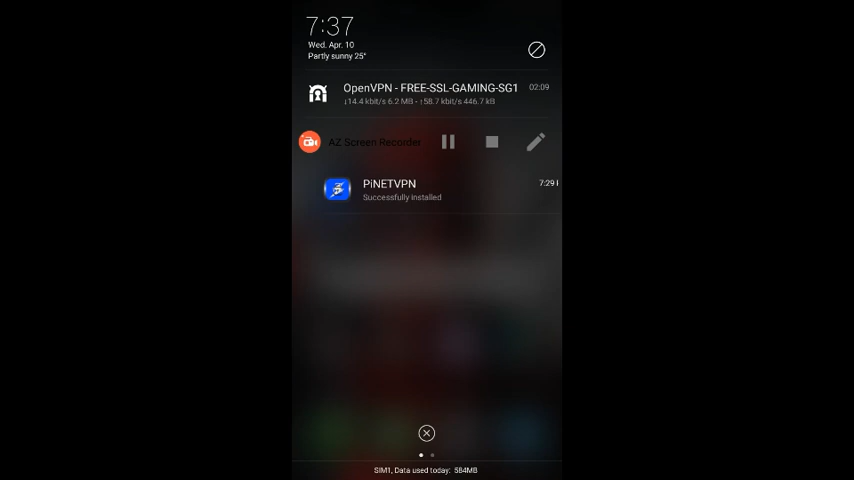 7:37
Wed. Apr. 10
Partly sunny 25°
OpenVPN - FREE-SSL-GAMING-SG1 02:09
↓14.4 kbit/s 6.2 MB - ↑58.7 kbit/s 446.7 kB
AZ Screen Recorder
PiNETVPN 7:29
Successfully installed
SIM1, Data used today: 584MB